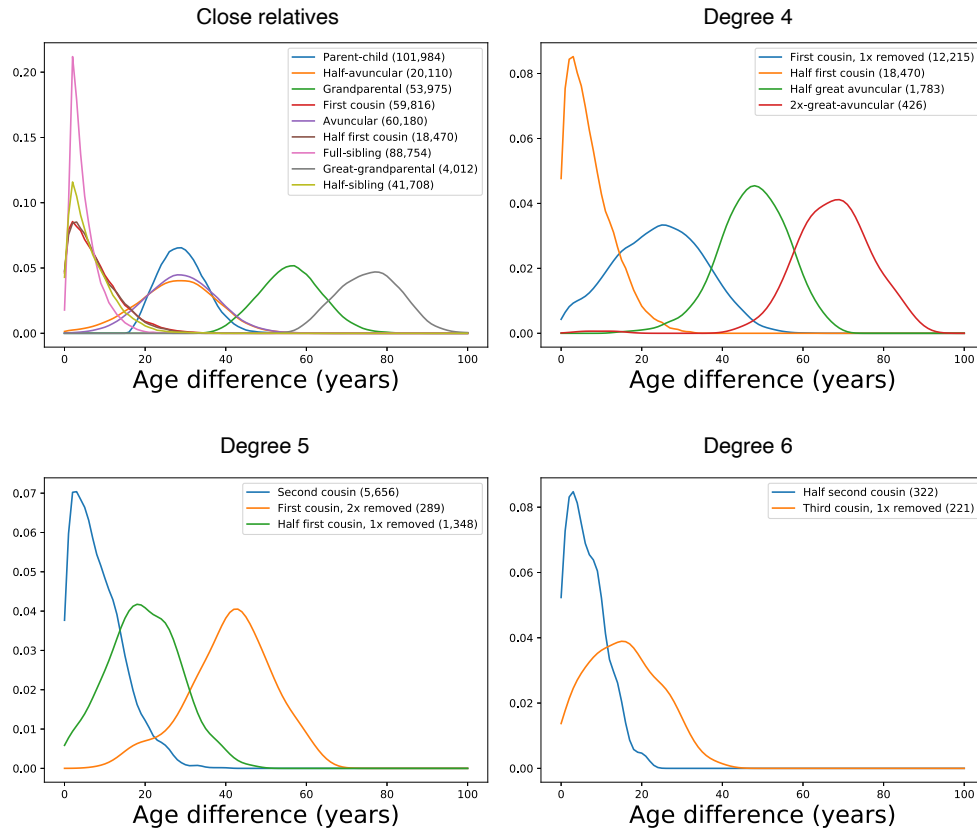 Close relatives
0.20
0.15
0.10
0.05
0.00
Parent-child (101,984)
Half-avuncular (20,110)
Grandparental (53,975)
First cousin (59,816)
Avuncular (60,180)
Half first cousin (18,470)
Full-sibling (88,754)
Great-grandparental (4,012)
Half-sibling (41,708)
0 20 40 60 80 100
Age difference (years)
Degree 4
0.08
0.06
0.04
0.02
0.00
First cousin, 1x removed (12,215)
Half first cousin (18,470)
Half great avuncular (1,783)
2x-great-avuncular (426)
0 20 40 60 80 100
Age difference (years)
Degree 5
0.07
0.06
0.05
0.04
0.03
0.02
0.01
0.00
Second cousin (5,656)
First cousin, 2x removed (289)
Half first cousin, 1x removed (1,348)
0 20 40 60 80 100
Age difference (years)
Degree 6
0.08
0.06
0.04
0.02
0.00
Half second cousin (322)
Third cousin, 1x removed (221)
0 20 40 60 80 100
Age difference (years)